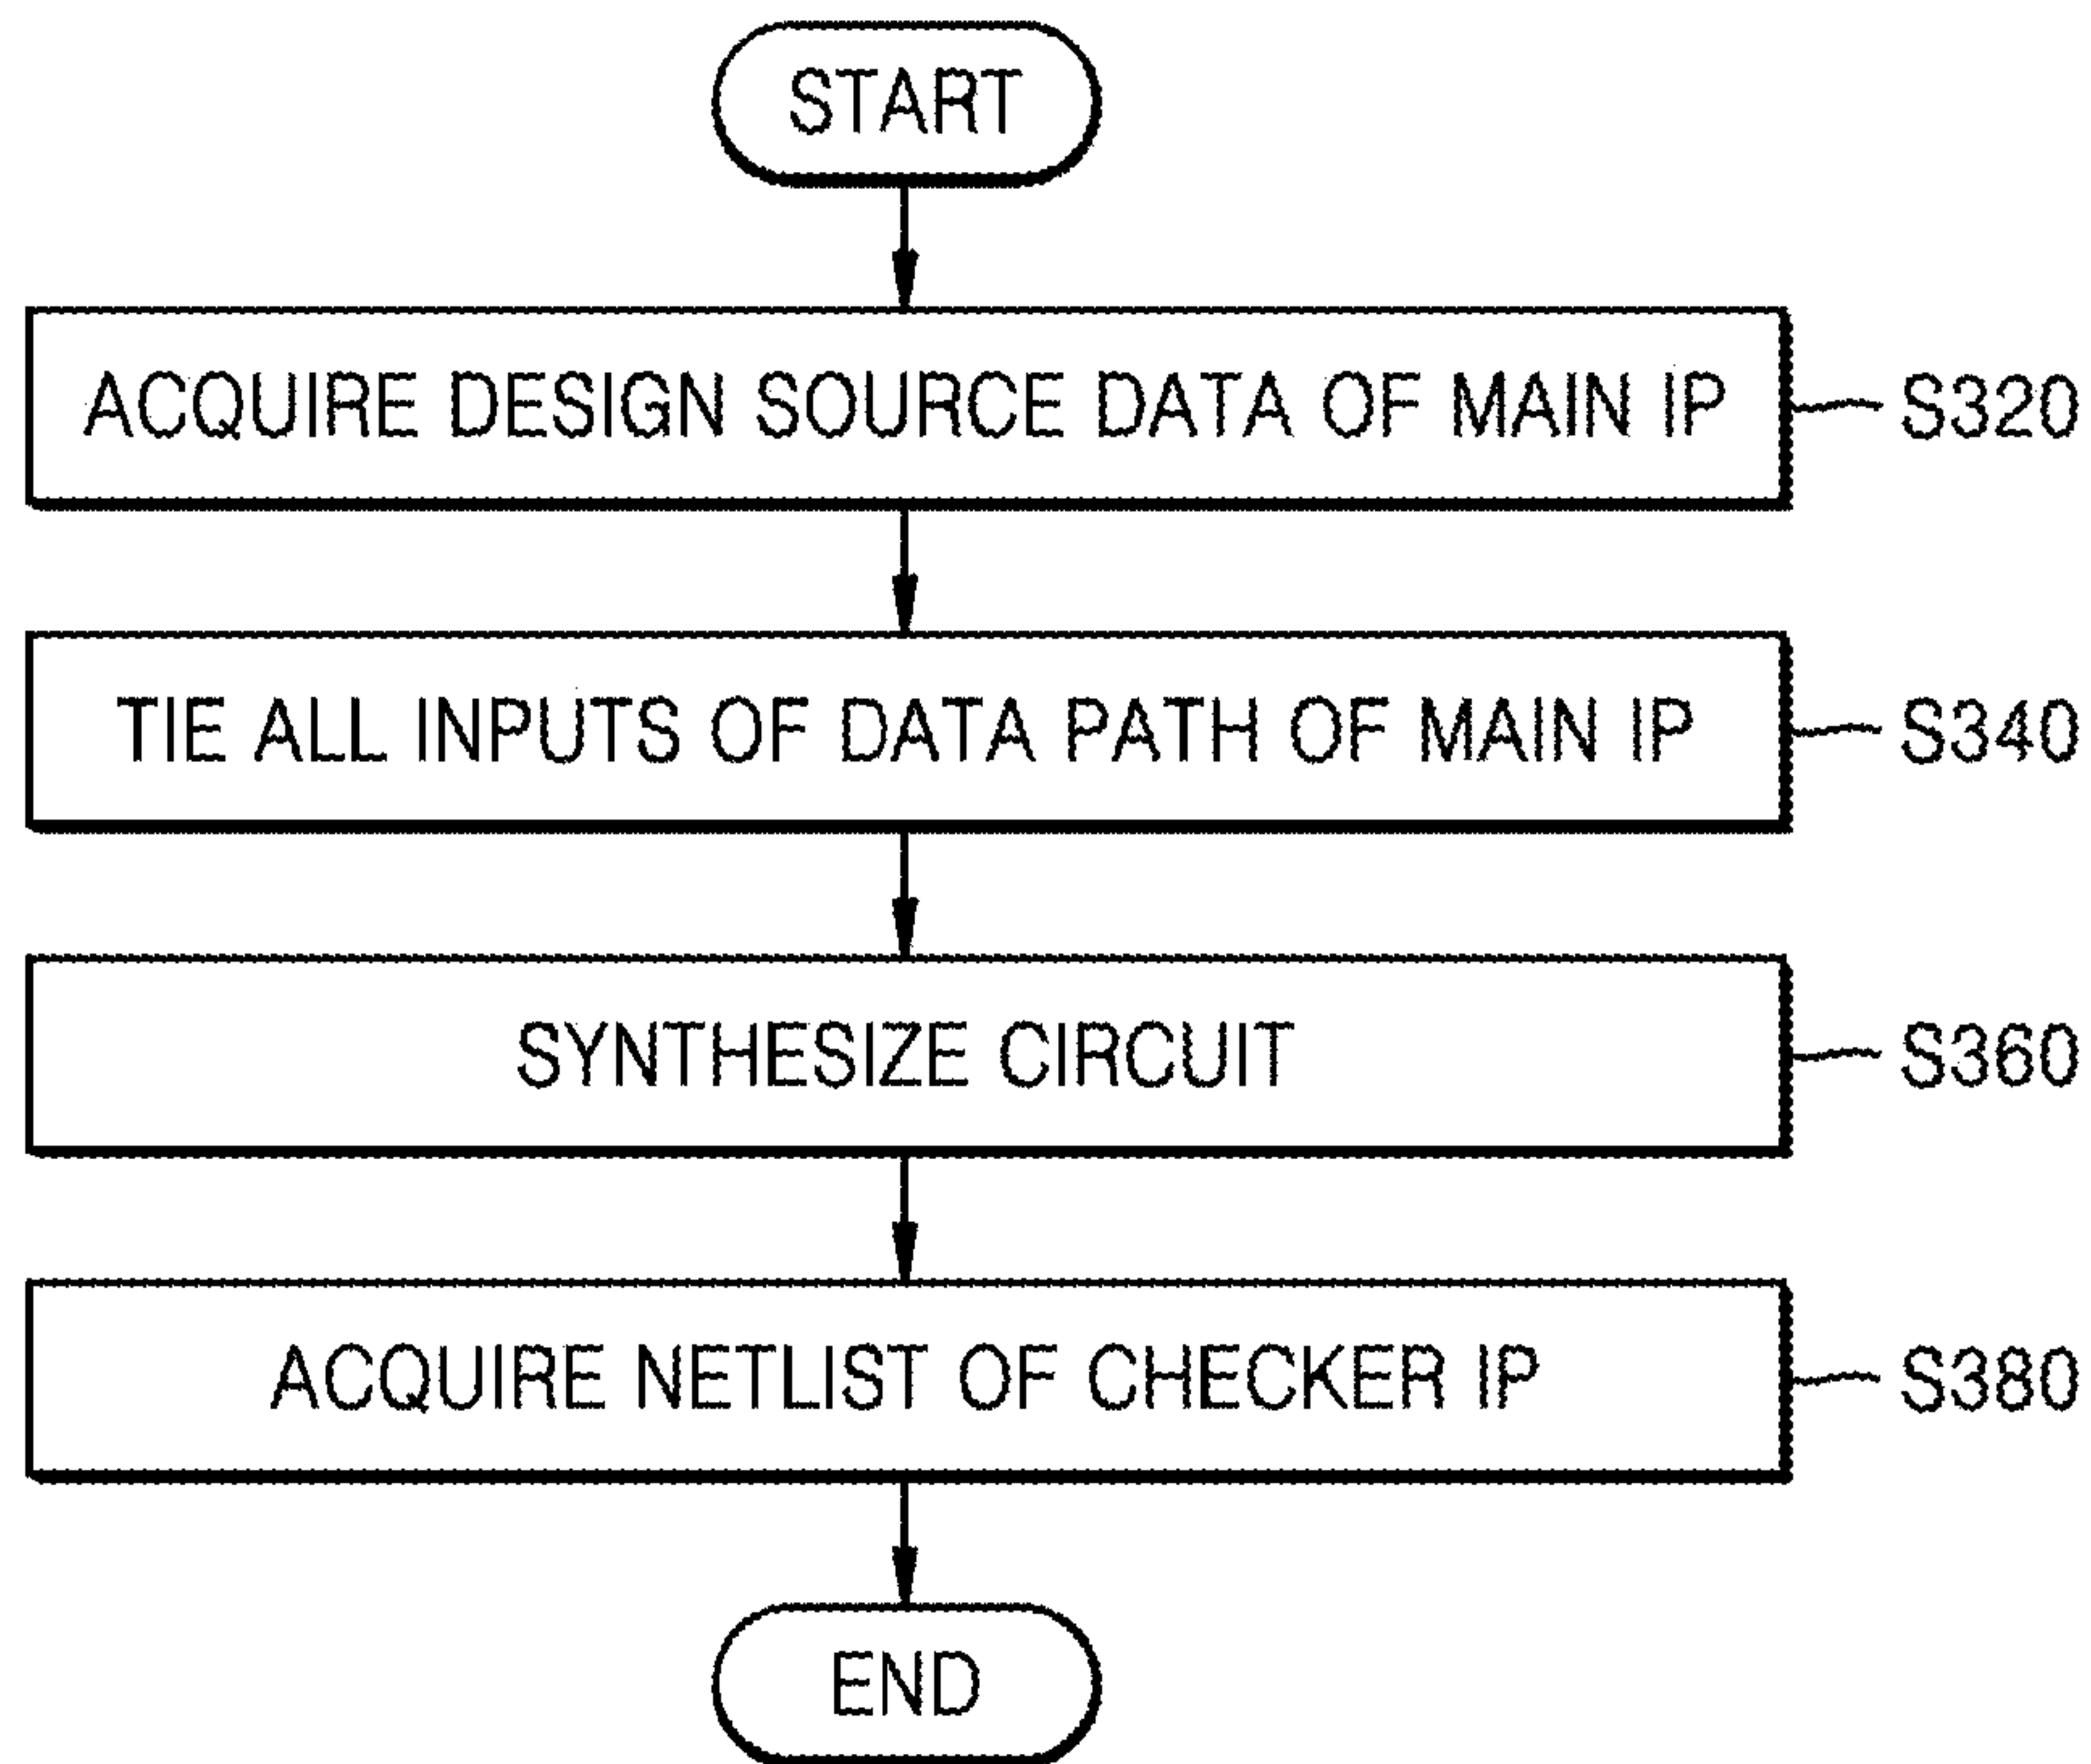 START
ACQUIRE DESIGN SOURCE DATA OF MAIN IP
S320
TIE ALL INPUTS OF DATA PATH OF MAIN IP
S340
SYNTHESIZE CIRCUIT
S360
ACQUIRE NETLIST OF CHECKER IP
S380
END